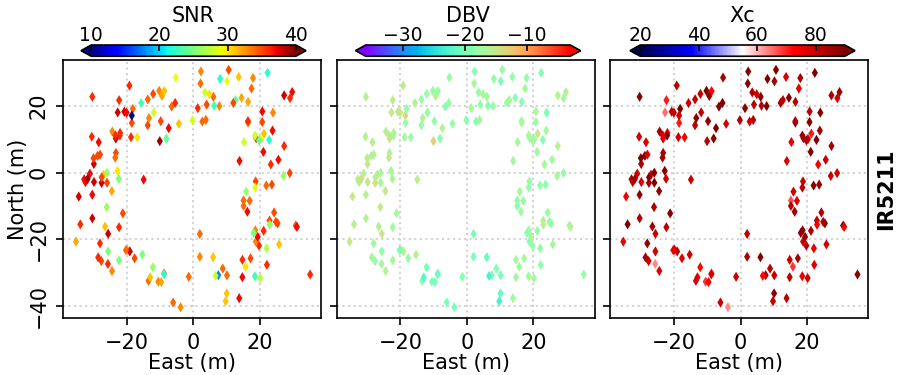 SNR DBV Xc
10 20 30 40 −30 −20 −10 20 40 60 80
20
0
−20
−40
North (m)
−20 0 20 −20 0 20 −20 0 20
East (m) East (m) East (m)
IR5211